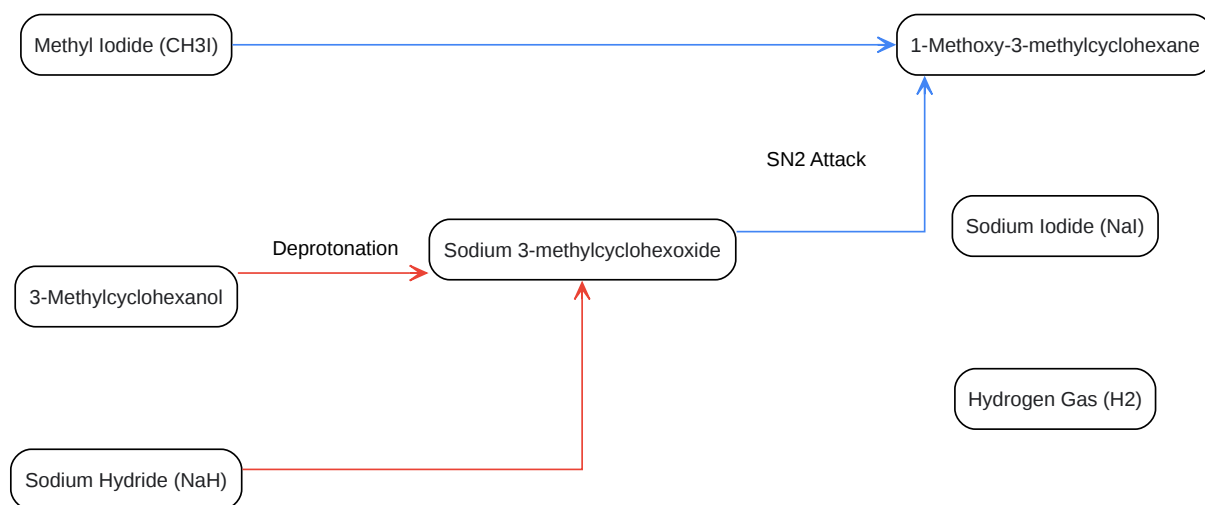 Methyl Iodide (CH3I)
1-Methoxy-3-methylcyclohexane
SN2 Attack
Sodium Iodide (NaI)
Deprotonation
Sodium 3-methylcyclohexoxide
3-Methylcyclohexanol
Hydrogen Gas (H2)
Sodium Hydride (NaH)